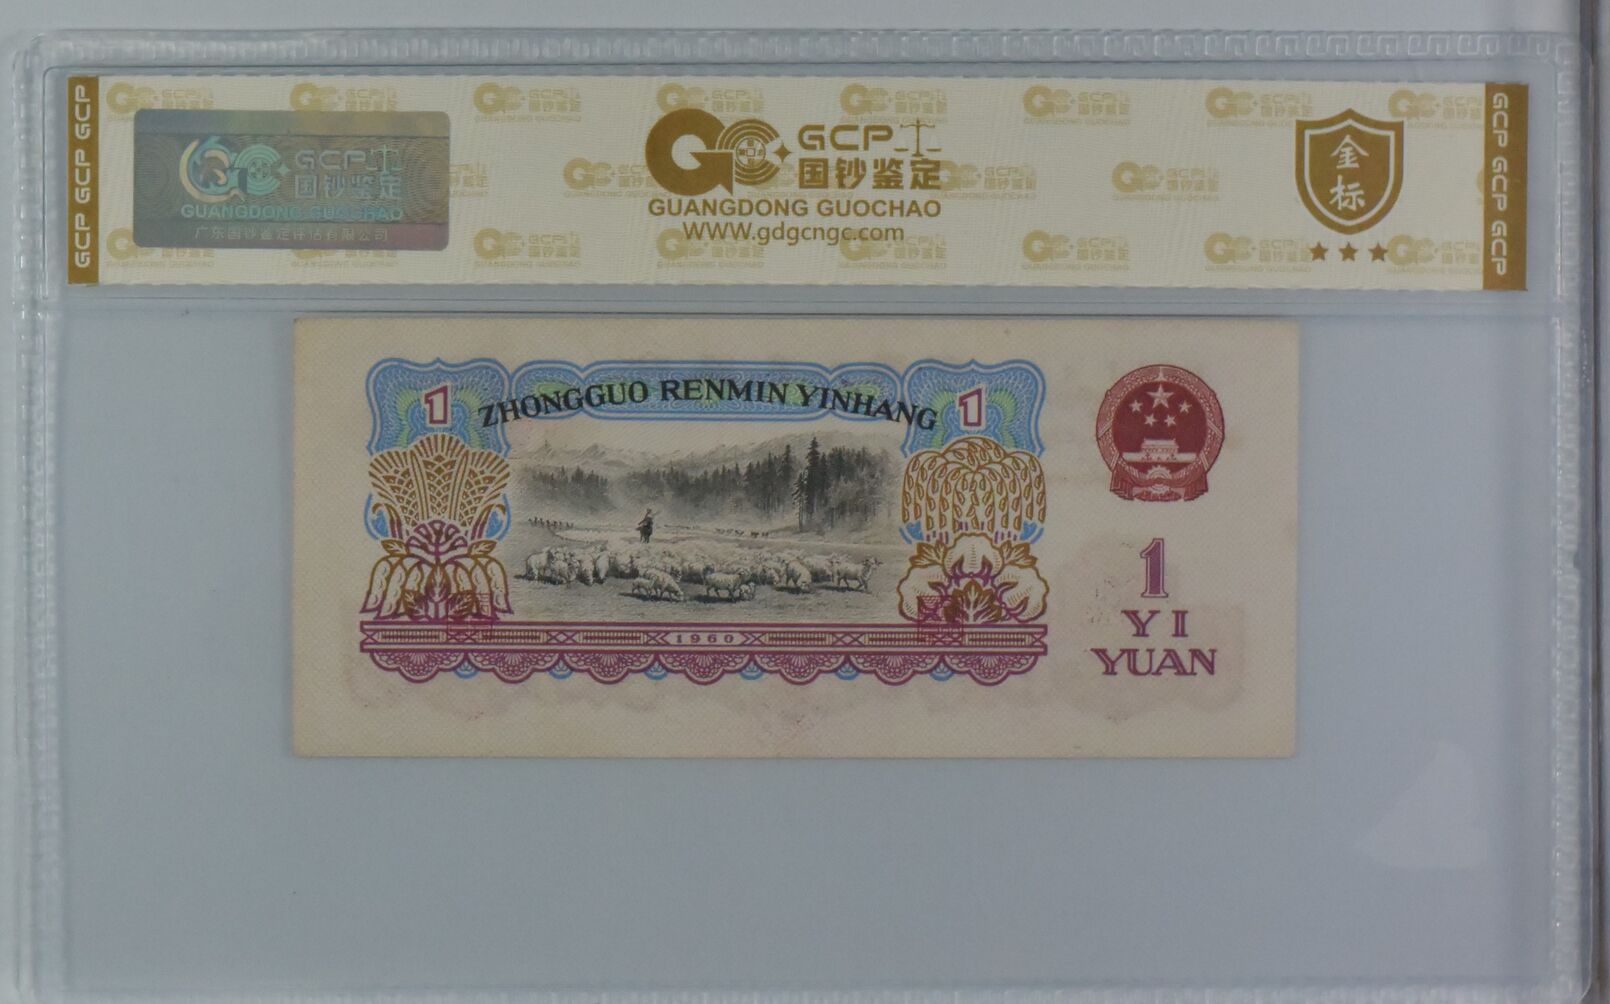 GCP GCP GCP
GCP
国钞鉴定
GUANGDONG GUOCHAO
广东国钞鉴定评估有限公司
GCP
国钞鉴定
GUANGDONG GUOCHAO
WWW.gdgcngc.com
金标
GCP GCP GCP
1
ZHONGGUO RENMIN YINHANG
1
1960
1
YI
YUAN